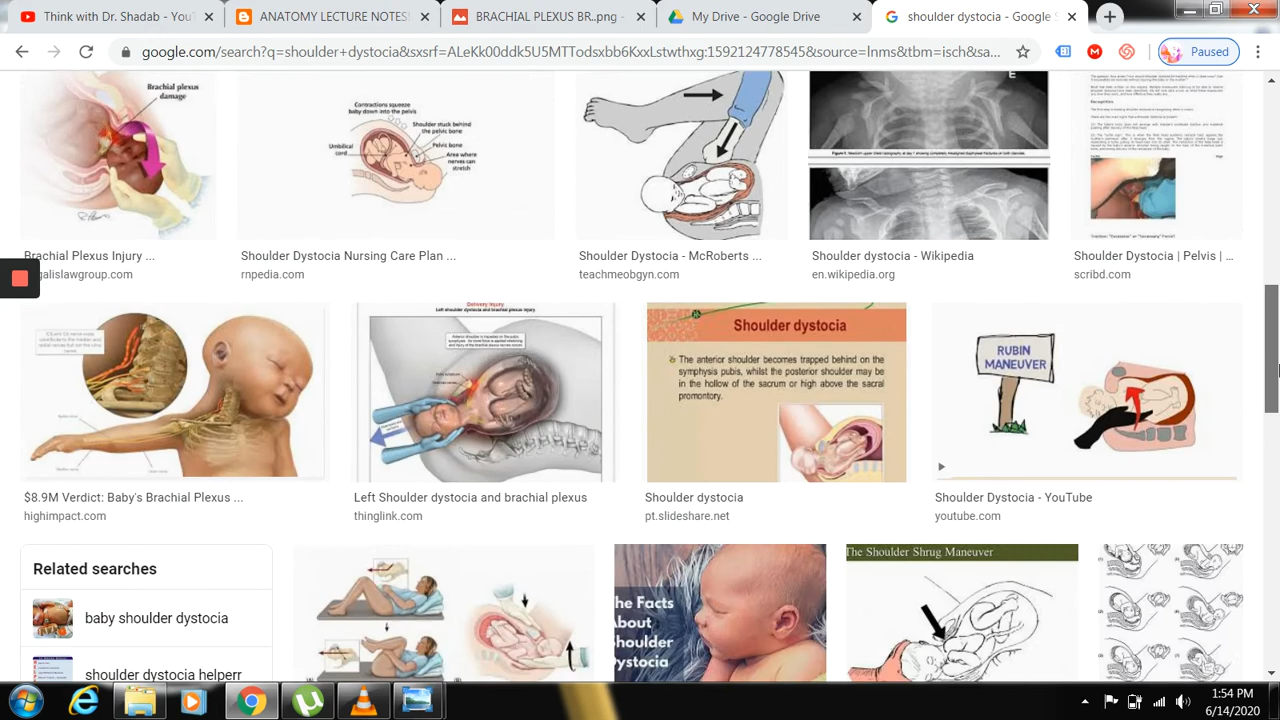 Think with Dr. Shadab - YouT
ANATOMY LECTURE NOTES
My Drive - Google Drive
shoulder dystocia - Google S
google.com/search?q=shoulder+dystocia&sxsrf=ALeKk00ddk5U5MTTodsxbb6KxxLstwthxg:1592124778545&source=lnms&tbm=isch&sa...
Paused
Brachial plexus
damage
Contractions squeeze
baby down into the pelvis
Shoulder stuck behind
the pelvic bone
Umbilical
cord
Pelvic bone
Area where
nerves can
stretch
E
Recognition
Brachial Plexus Injury ...
galislawgroup.com
Shoulder Dystocia Nursing Care Plan ...
rnpedia.com
Shoulder Dystocia - McRoberts ...
teachmeobgyn.com
Shoulder dystocia - Wikipedia
en.wikipedia.org
Shoulder Dystocia | Pelvis | ...
scribd.com
Delivery Injury
Left shoulder dystocia and brachial plexus injury
Shoulder dystocia
The anterior shoulder becomes trapped behind on the
symphysis pubis, whilst the posterior shoulder may be
in the hollow of the sacrum or high above the sacral
promontory.
RUBIN
MANEUVER
$8.9M Verdict: Baby's Brachial Plexus ...
highimpact.com
Left Shoulder dystocia and brachial plexus
thinglink.com
Shoulder dystocia
pt.slideshare.net
Shoulder Dystocia - YouTube
youtube.com
Related searches
baby shoulder dystocia
shoulder dystocia mcroberr
he Facts
About
Shoulder
Dystocia
The Shoulder Shrug Maneuver
1:54 PM
6/14/2020